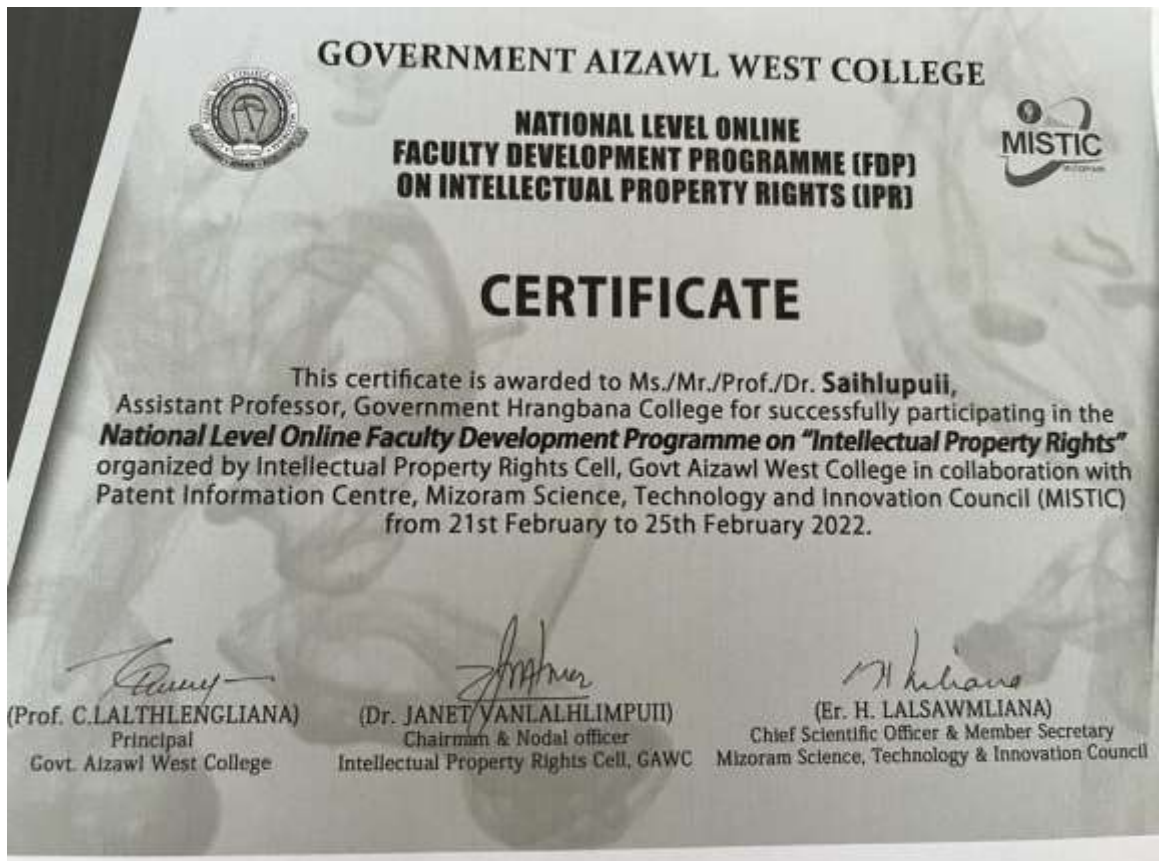 GOVERNMENT AIZAWL WEST COLLEGE
NATIONAL LEVEL ONLINE
FACULTY DEVELOPMENT PROGRAMME (FDP)
ON INTELLECTUAL PROPERTY RIGHTS (IPR)
MISTIC
CERTIFICATE
This certificate is awarded to Ms./Mr./Prof./Dr. Saihlupuii,
Assistant Professor, Government Hrangbana College for successfully participating in the
National Level Online Faculty Development Programme on "Intellectual Property Rights"
organized by Intellectual Property Rights Cell, Govt Aizawl West College in collaboration with
Patent Information Centre, Mizoram Science, Technology and Innovation Council (MISTIC)
from 21st February to 25th February 2022.
(Prof. C.LALTHLENGLIANA)
Principal
Govt. Aizawl West College
(Dr. JANET VANLALHLIMPUII)
Chairman & Nodal officer
Intellectual Property Rights Cell, GAWC
(Er. H. LALSAWMLIANA)
Chief Scientific Officer & Member Secretary
Mizoram Science, Technology & Innovation Council